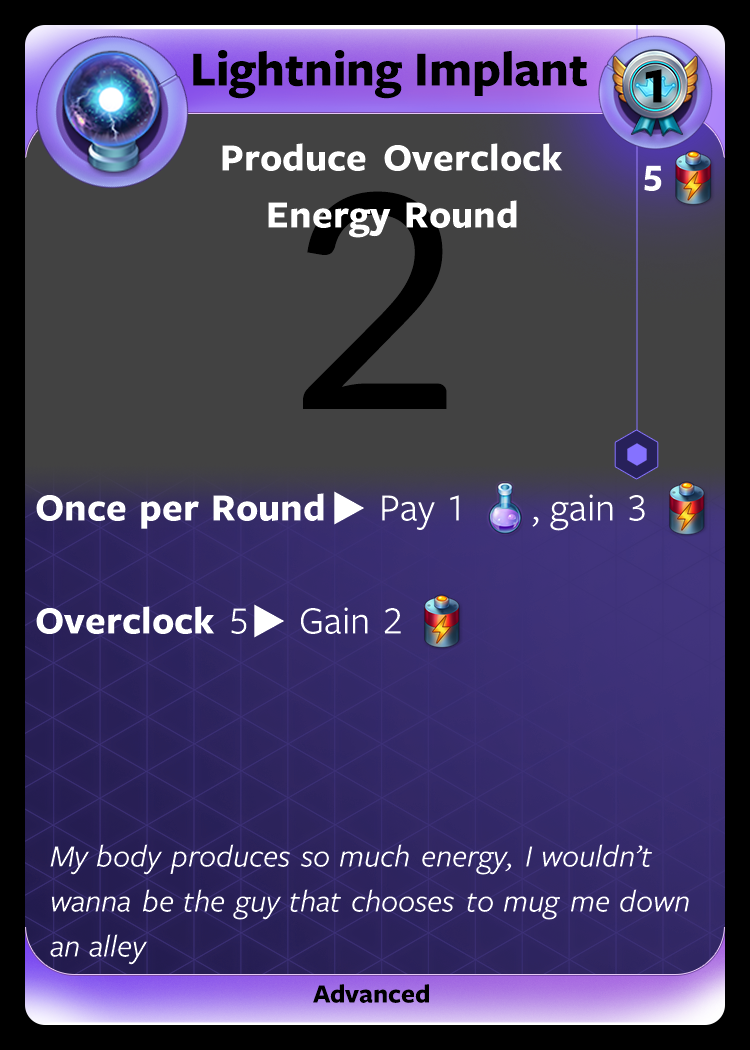 Lightning Implant
1
Produce Overclock
5
Energy Round
2
Once per Round▶ Pay 1 , gain 3
Overclock 5▶ Gain 2
My body produces so much energy, I wouldn't
wanna be the guy that chooses to mug me down
an alley
Advanced